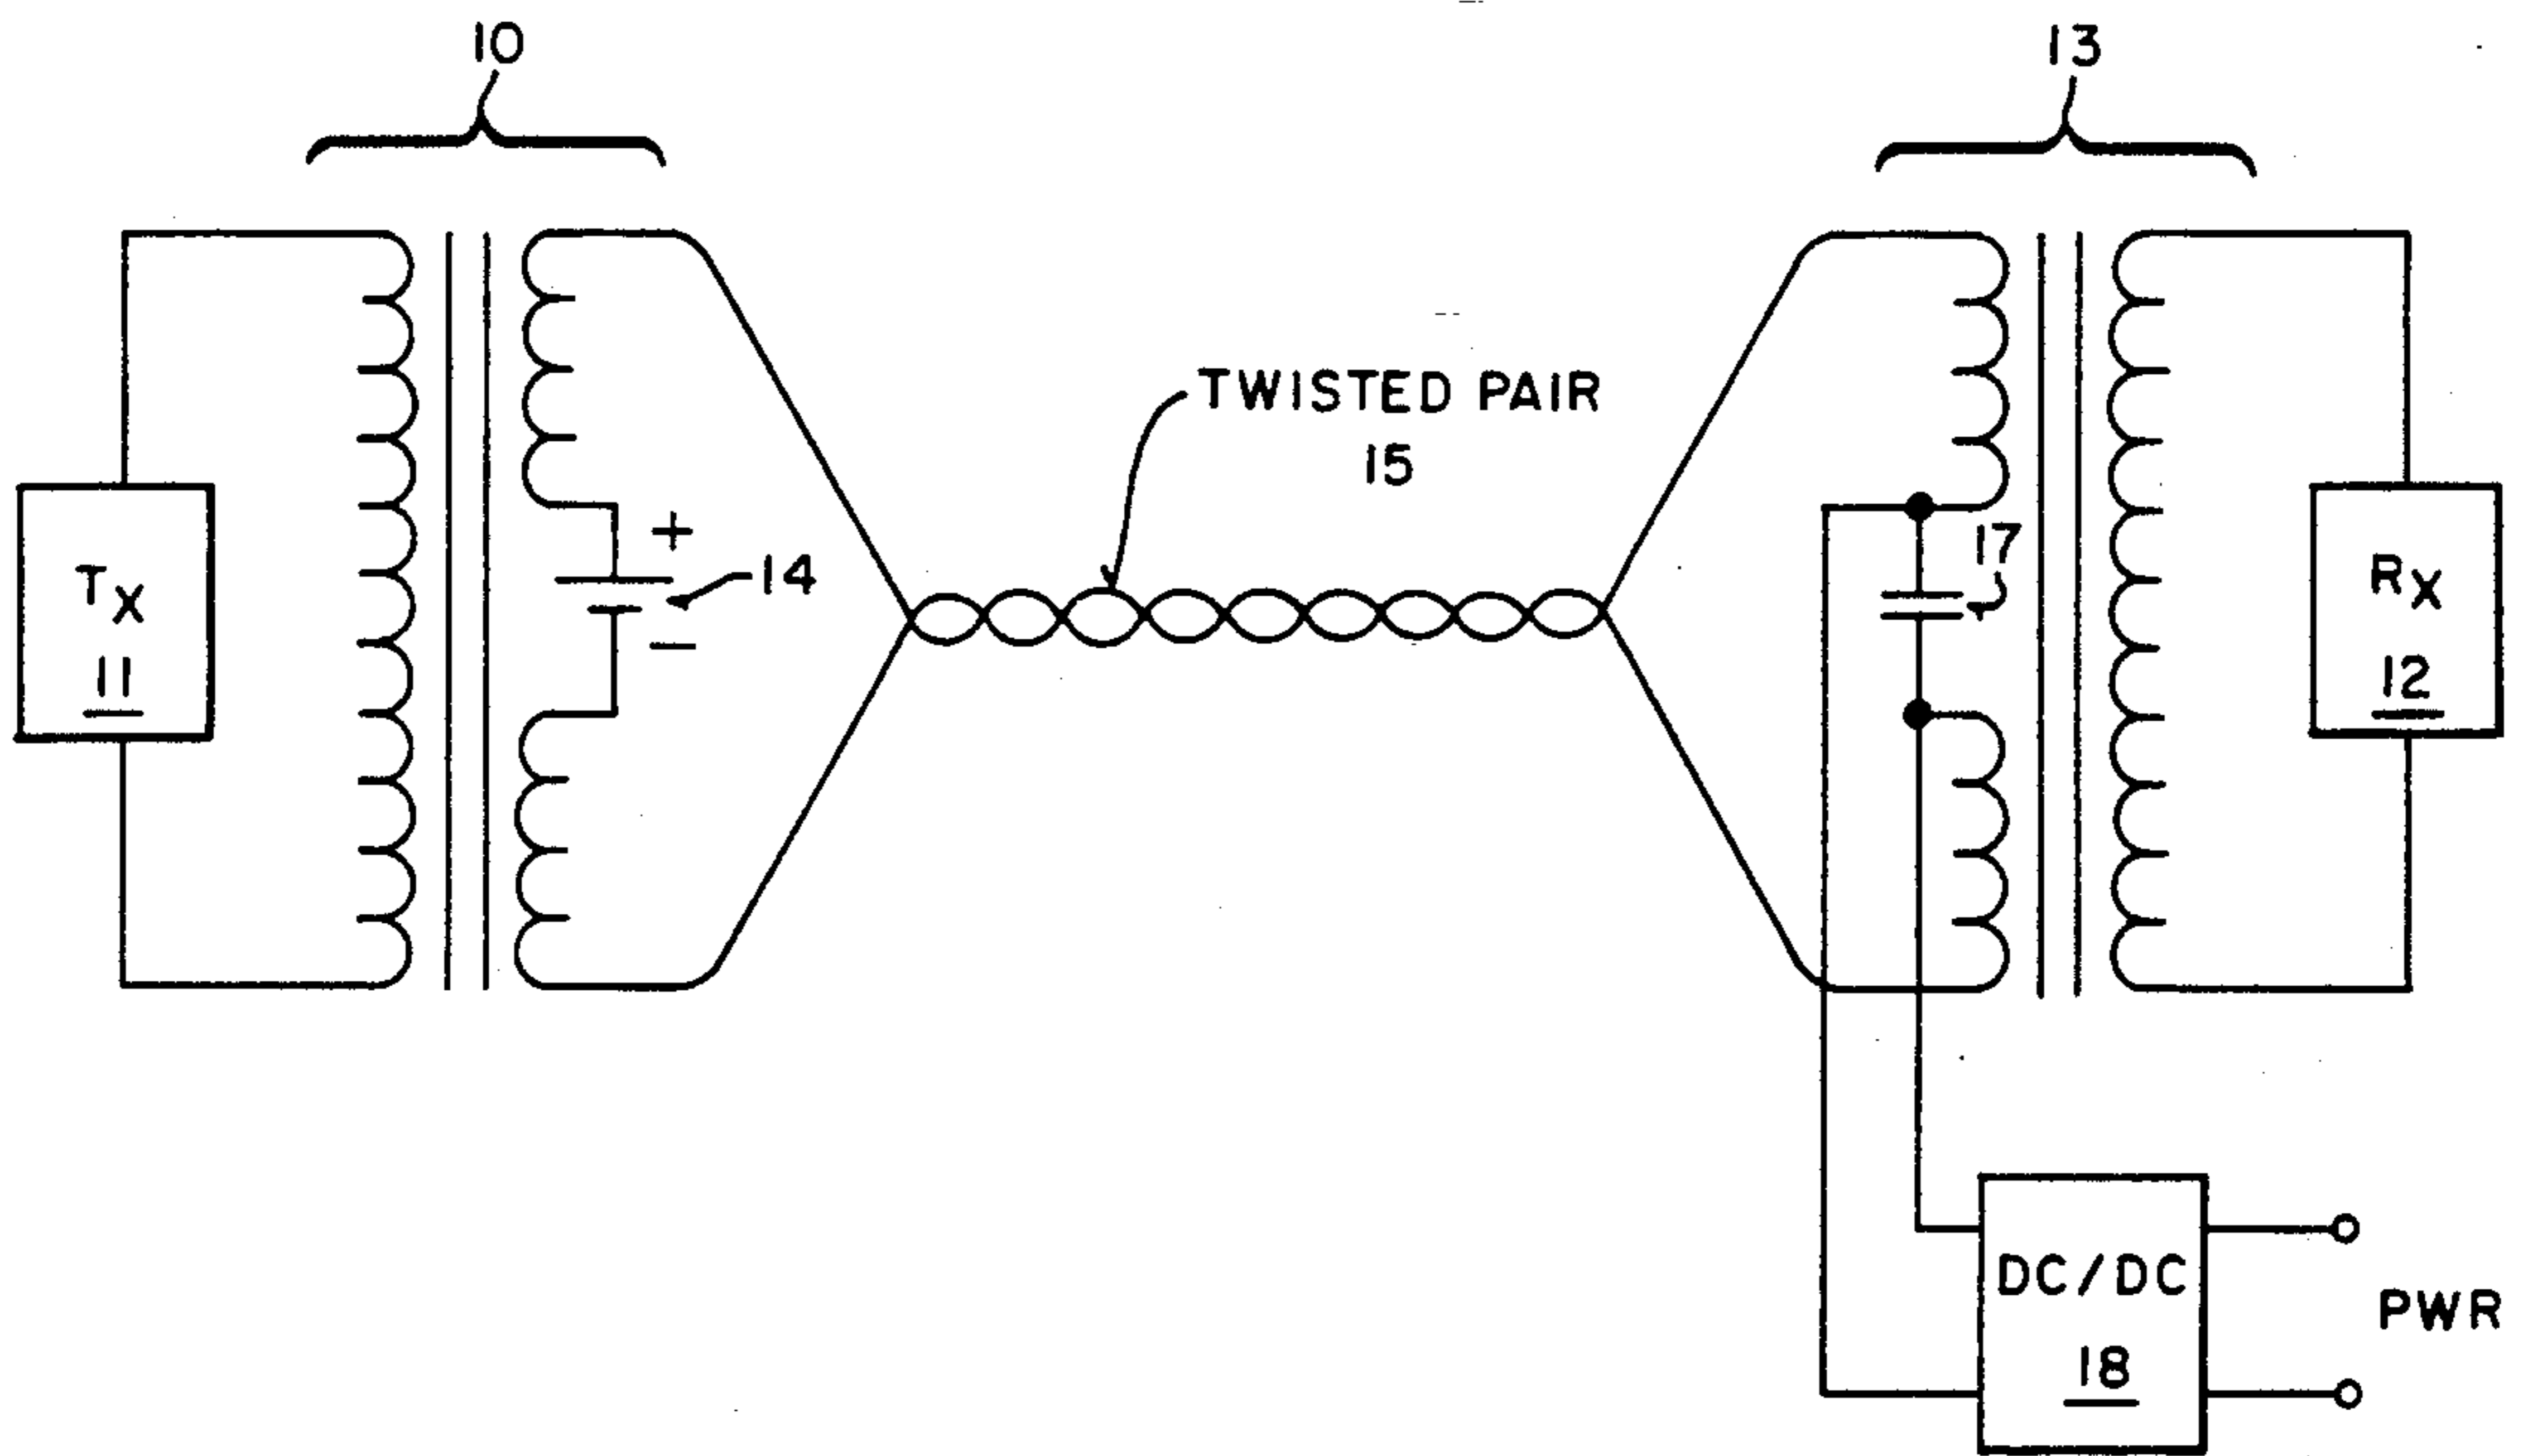 10
13
TWISTED PAIR
15
+
14
−
17
TX
11
RX
12
DC/DC
18
PWR